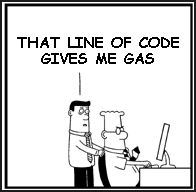 THAT LINE OF CODE
GIVES ME GAS